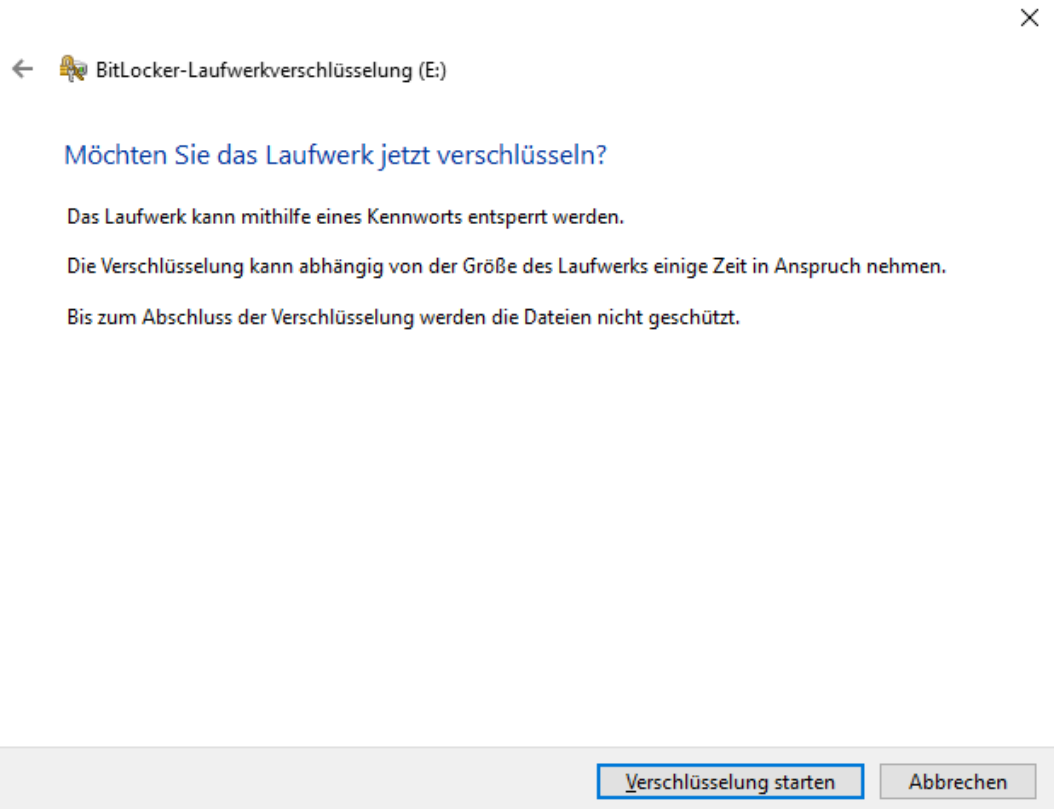 BitLocker-Laufwerkverschlüsselung (E:)
Möchten Sie das Laufwerk jetzt verschlüsseln?
Das Laufwerk kann mithilfe eines Kennworts entsperrt werden.
Die Verschlüsselung kann abhängig von der Größe des Laufwerks einige Zeit in Anspruch nehmen.
Bis zum Abschluss der Verschlüsselung werden die Dateien nicht geschützt.
Verschlüsselung starten
Abbrechen